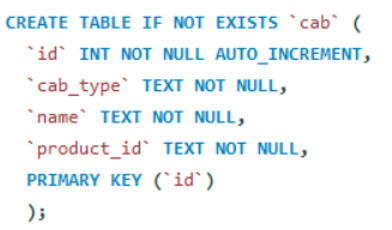 CREATE TABLE IF NOT EXISTS `cab` (
`id` INT NOT NULL AUTO_INCREMENT,
`cab_type` TEXT NOT NULL,
`name` TEXT NOT NULL,
`product_id` TEXT NOT NULL,
PRIMARY KEY (`id`)
);